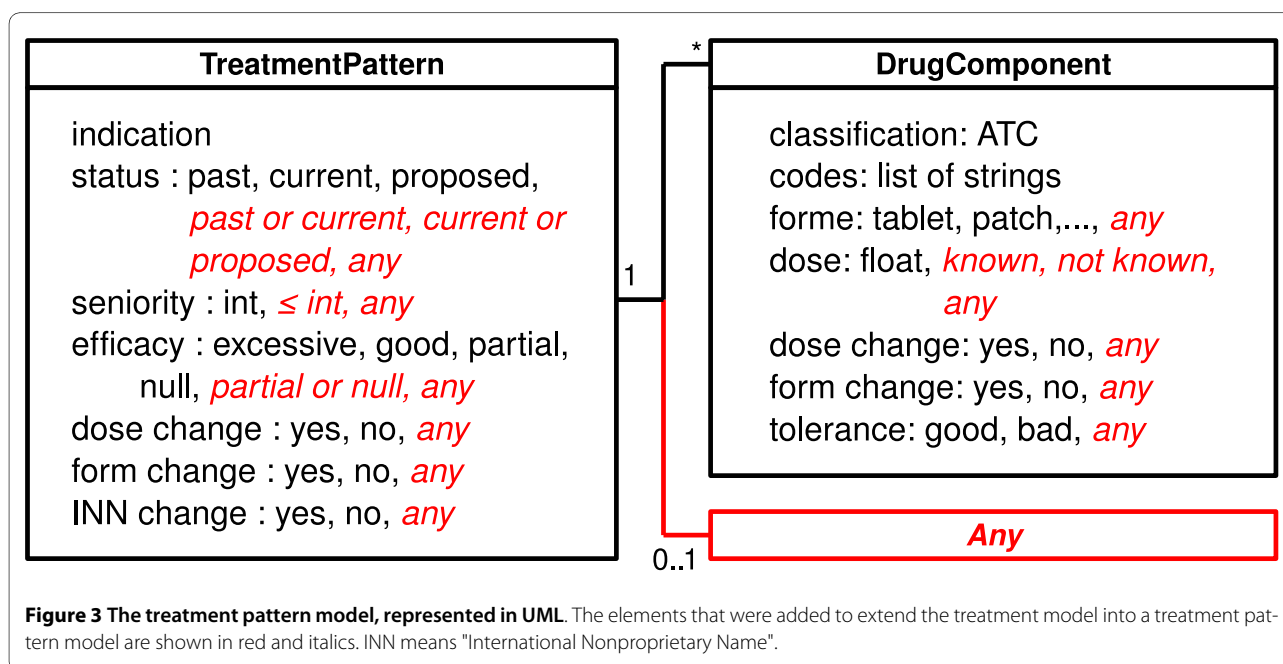 TreatmentPattern
indication
status : past, current, proposed,
past or current, current or
proposed, any
seniority : int, ≤ int, any
efficacy : excessive, good, partial,
null, partial or null, any
dose change : yes, no, any
form change : yes, no, any
INN change : yes, no, any
1
*
0..1
DrugComponent
classification: ATC
codes: list of strings
forme: tablet, patch,..., any
dose: float, known, not known,
any
dose change: yes, no, any
form change: yes, no, any
tolerance: good, bad, any
Any
Figure 3 The treatment pattern model, represented in UML. The elements that were added to extend the treatment model into a treatment pat-
tern model are shown in red and italics. INN means "International Nonproprietary Name".